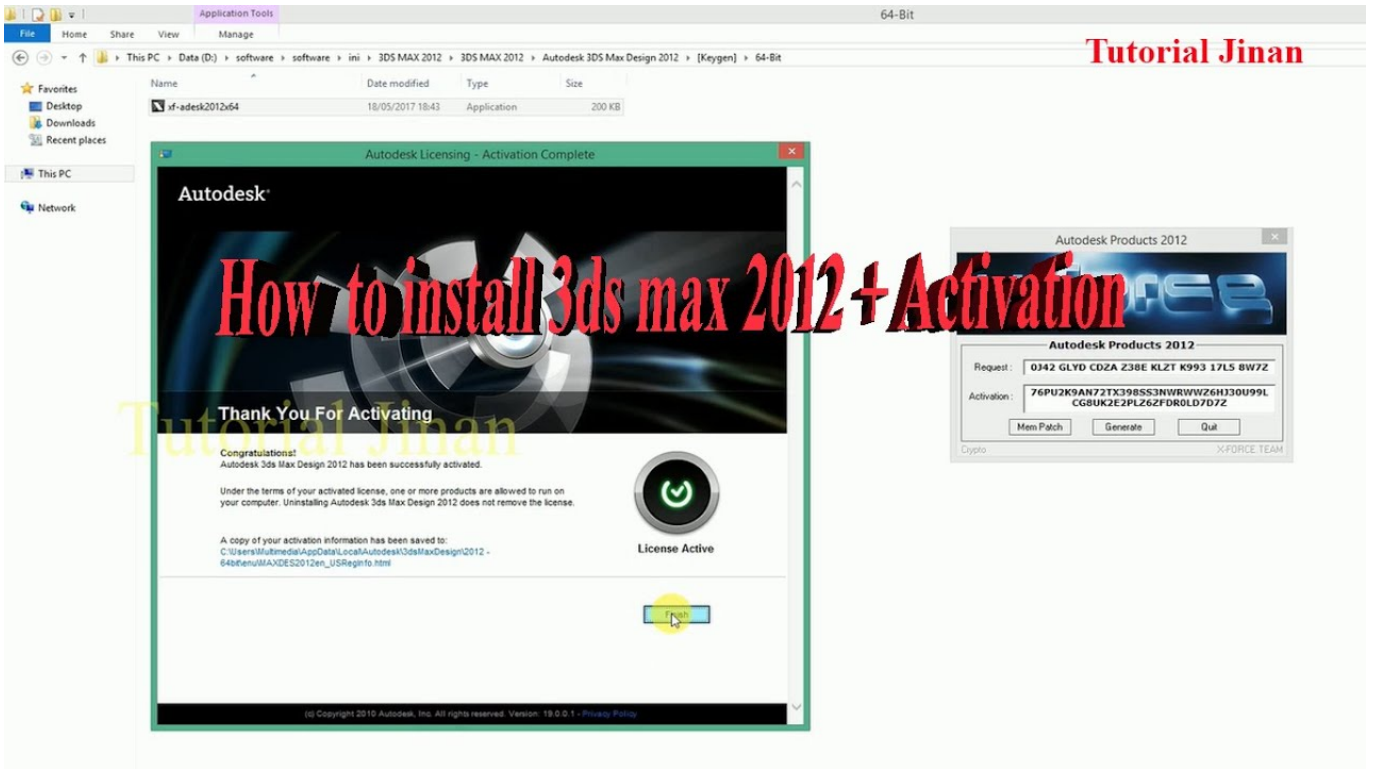 Application Tools
64-Bit
File Home Share View Manage
This PC Data (D:) software software ini 3DS MAX 2012 3DS MAX 2012 Autodesk 3DS Max Design 2012 [Keygen] 64-Bit
Tutorial Jinan
Name Date modified Type Size
Favorites
Desktop
Downloads
Recent places
This PC
Network
xf-adesk2012x64 18/05/2017 18:43 Application 200 KB
Autodesk Licensing - Activation Complete
Autodesk
How to install 3ds max 2012 + Activation
Thank You For Activating
Tutorial Jinan
Congratulations!
Autodesk 3ds Max Design 2012 has been successfully activated.
Under the terms of your activated license, one or more products are allowed to run on
your computer. Uninstalling Autodesk 3ds Max Design 2012 does not remove the license.
A copy of your activation information has been saved to:
C:\Users\Multimedia\AppData\Local\Autodesk\3dsMaxDesign\2012 -
64bit\enu\MAXDES2012en_USRegInfo.html
License Active
Finish
(c) Copyright 2010 Autodesk, Inc. All rights reserved. Version: 19.0.0.1 - Privacy Policy
Autodesk Products 2012
Autodesk Products 2012
Request : 0J42 GLYD CDZA Z38E KLZT K993 17L5 8W7Z
Activation : 76PU2K9AN72TX398SS3NWRWWZ6HJ30U99L
CG8UK2E2PLZ6ZFDR0LD7D7Z
Mem Patch Generate Quit
Crypto X-FORCE TEAM